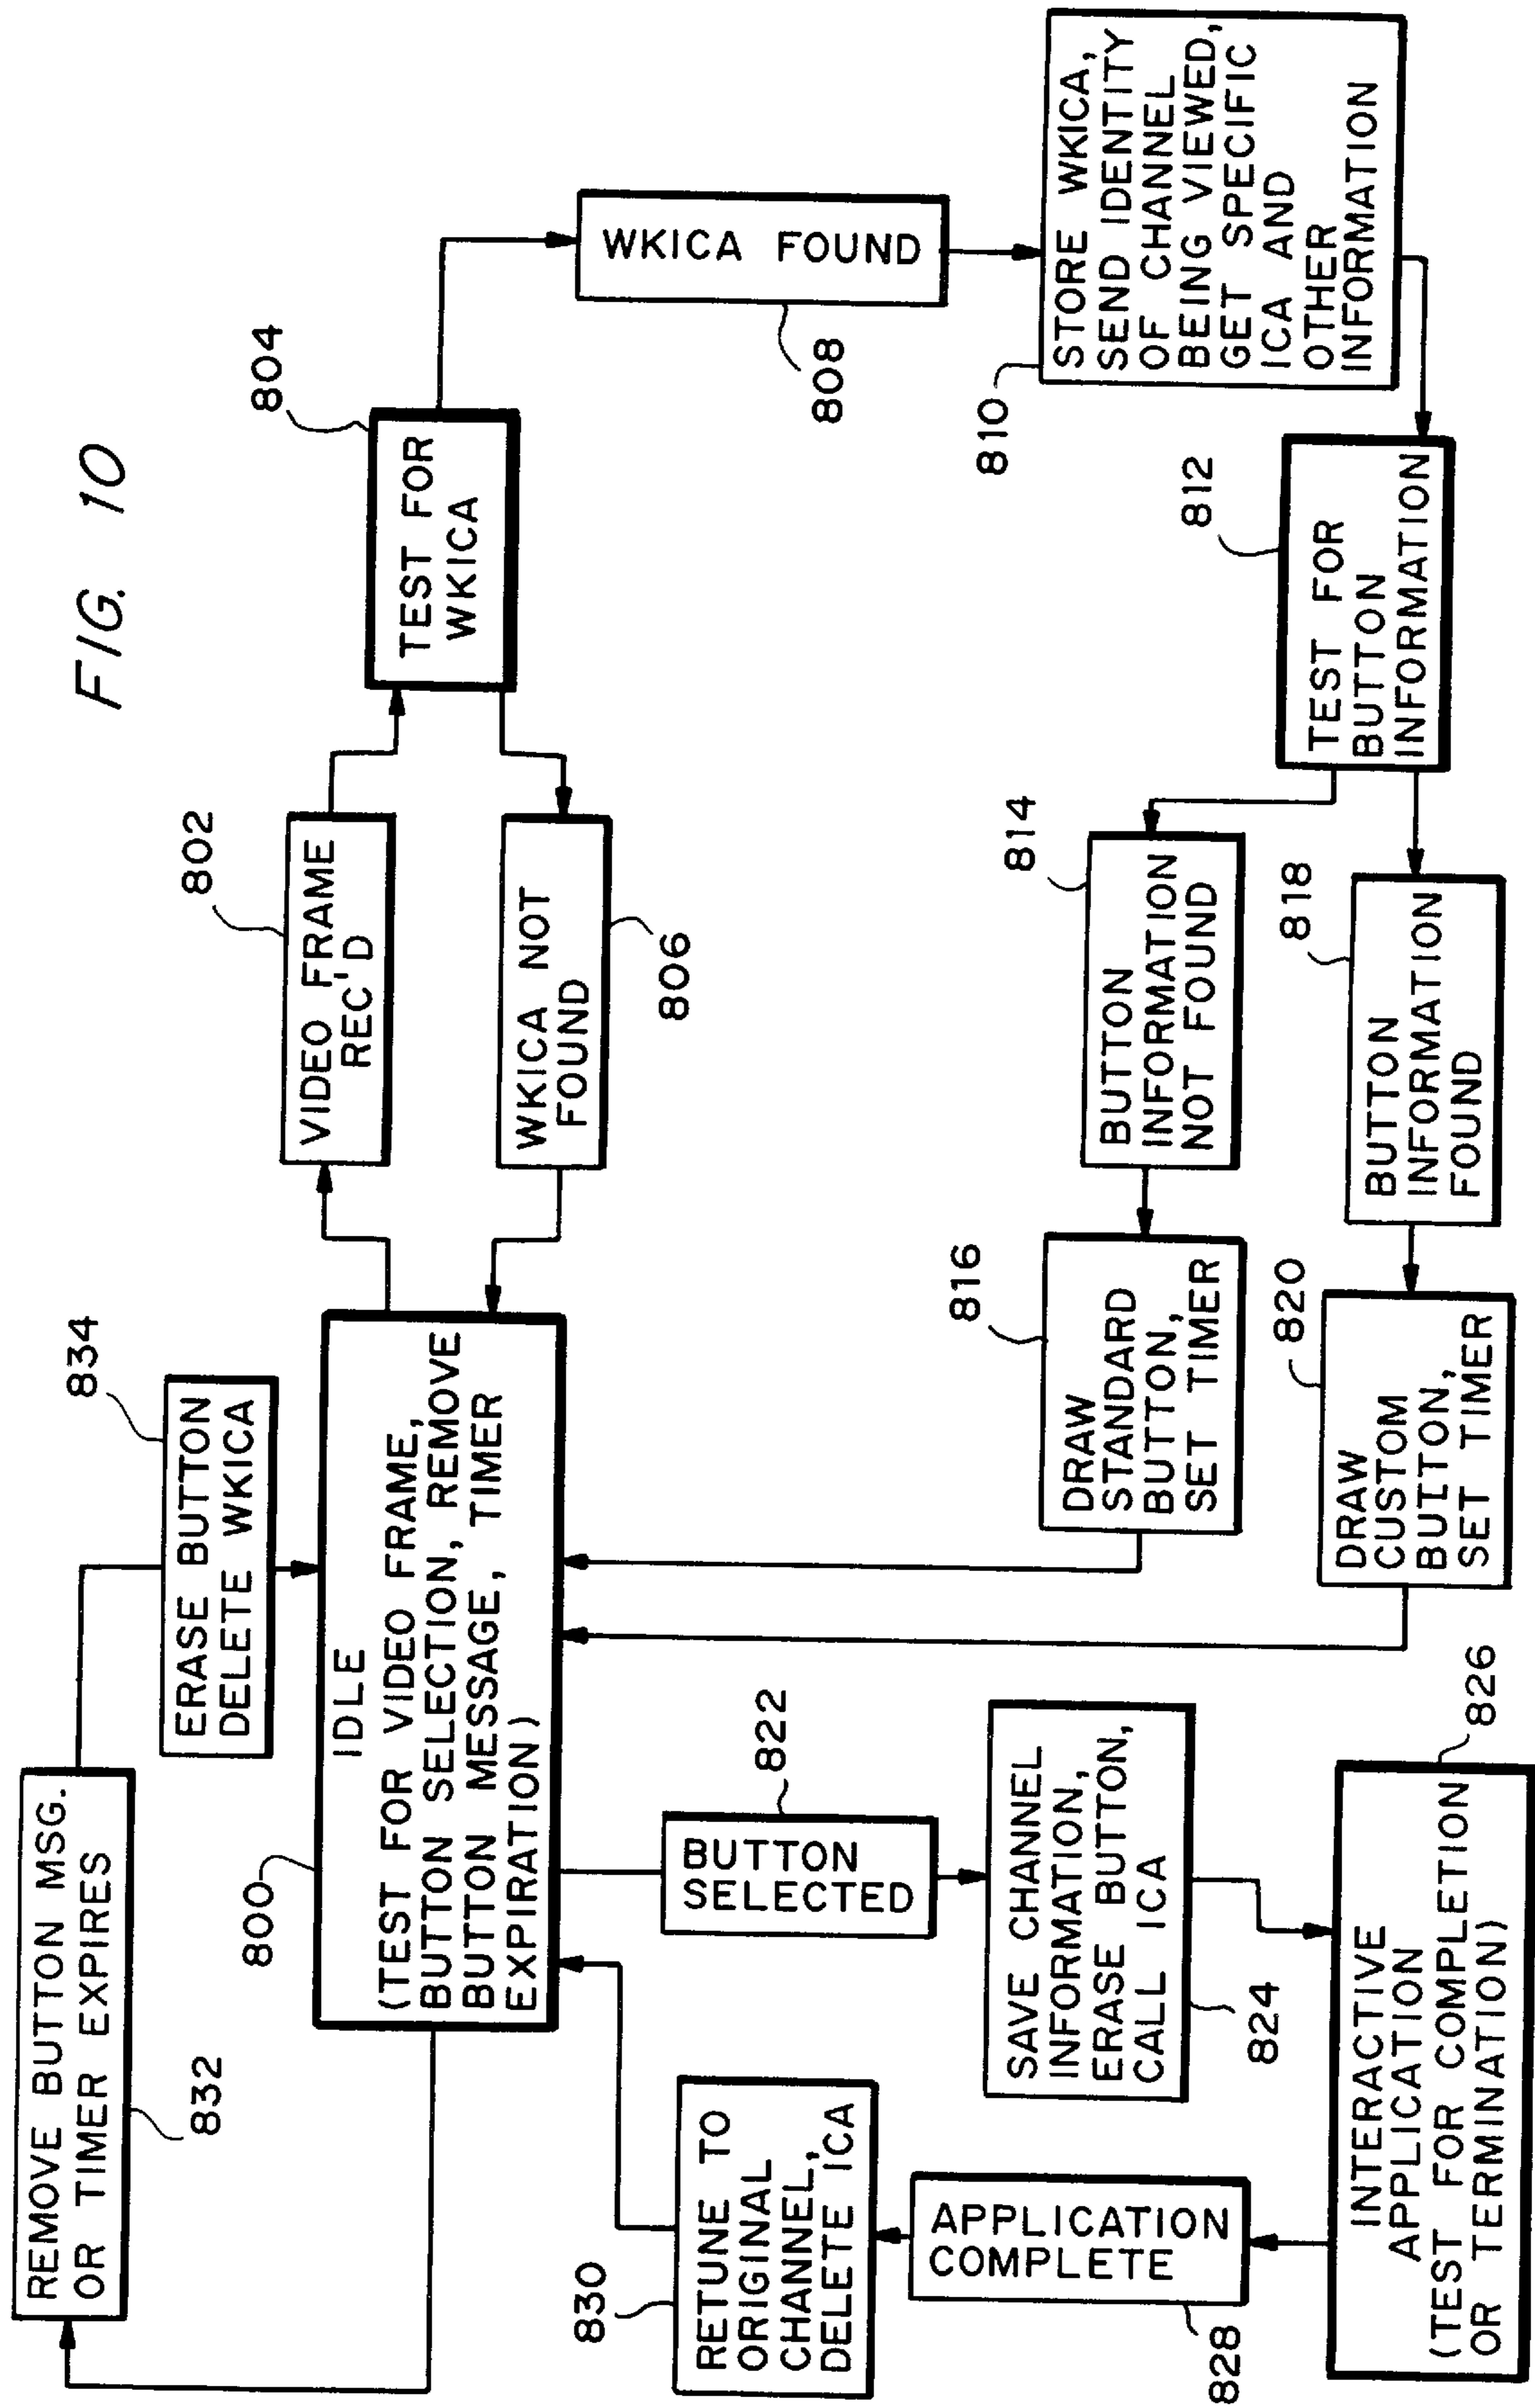 FIG. 10
REMOVE BUTTON MSG.
OR TIMER EXPIRES
832
ERASE BUTTON
DELETE WKICA
834
800
IDLE
(TEST FOR VIDEO FRAME,
BUTTON SELECTION, REMOVE
BUTTON MESSAGE, TIMER
EXPIRATION)
802
VIDEO FRAME
REC'D
804
TEST FOR
WKICA
WKICA NOT
FOUND
806
WKICA FOUND
808
810
STORE WKICA,
SEND IDENTITY
OF CHANNEL
BEING VIEWED,
GET SPECIFIC
ICA AND
OTHER
INFORMATION
812
TEST FOR
BUTTON
INFORMATION
814
BUTTON
INFORMATION
NOT FOUND
816
DRAW
STANDARD
BUTTON,
SET TIMER
818
BUTTON
INFORMATION
FOUND
820
DRAW
CUSTOM
BUTTON,
SET TIMER
822
BUTTON
SELECTED
SAVE CHANNEL
INFORMATION,
ERASE BUTTON,
CALL ICA
824
826
INTERACTIVE
APPLICATION
(TEST FOR COMPLETION
OR TERMINATION)
APPLICATION
COMPLETE
828
830
RETUNE TO
ORIGINAL
CHANNEL,
DELETE ICA